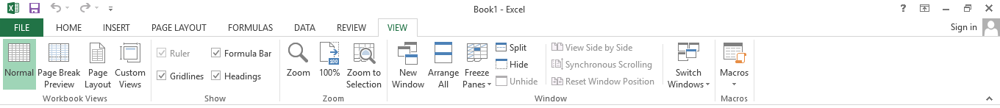 Book1 - Excel
?
FILE HOME INSERT PAGE LAYOUT FORMULAS DATA REVIEW VIEW Sign in
Normal
Page Break
Preview
Page
Layout
Custom
Views
Workbook Views
Ruler
Formula Bar
Gridlines
Headings
Show
Zoom
100
100%
Zoom to
Selection
Zoom
New
Window
Arrange
All
Freeze
Panes
Split
Hide
Unhide
View Side by Side
Synchronous Scrolling
Reset Window Position
Switch
Windows
Window
Macros
Macros